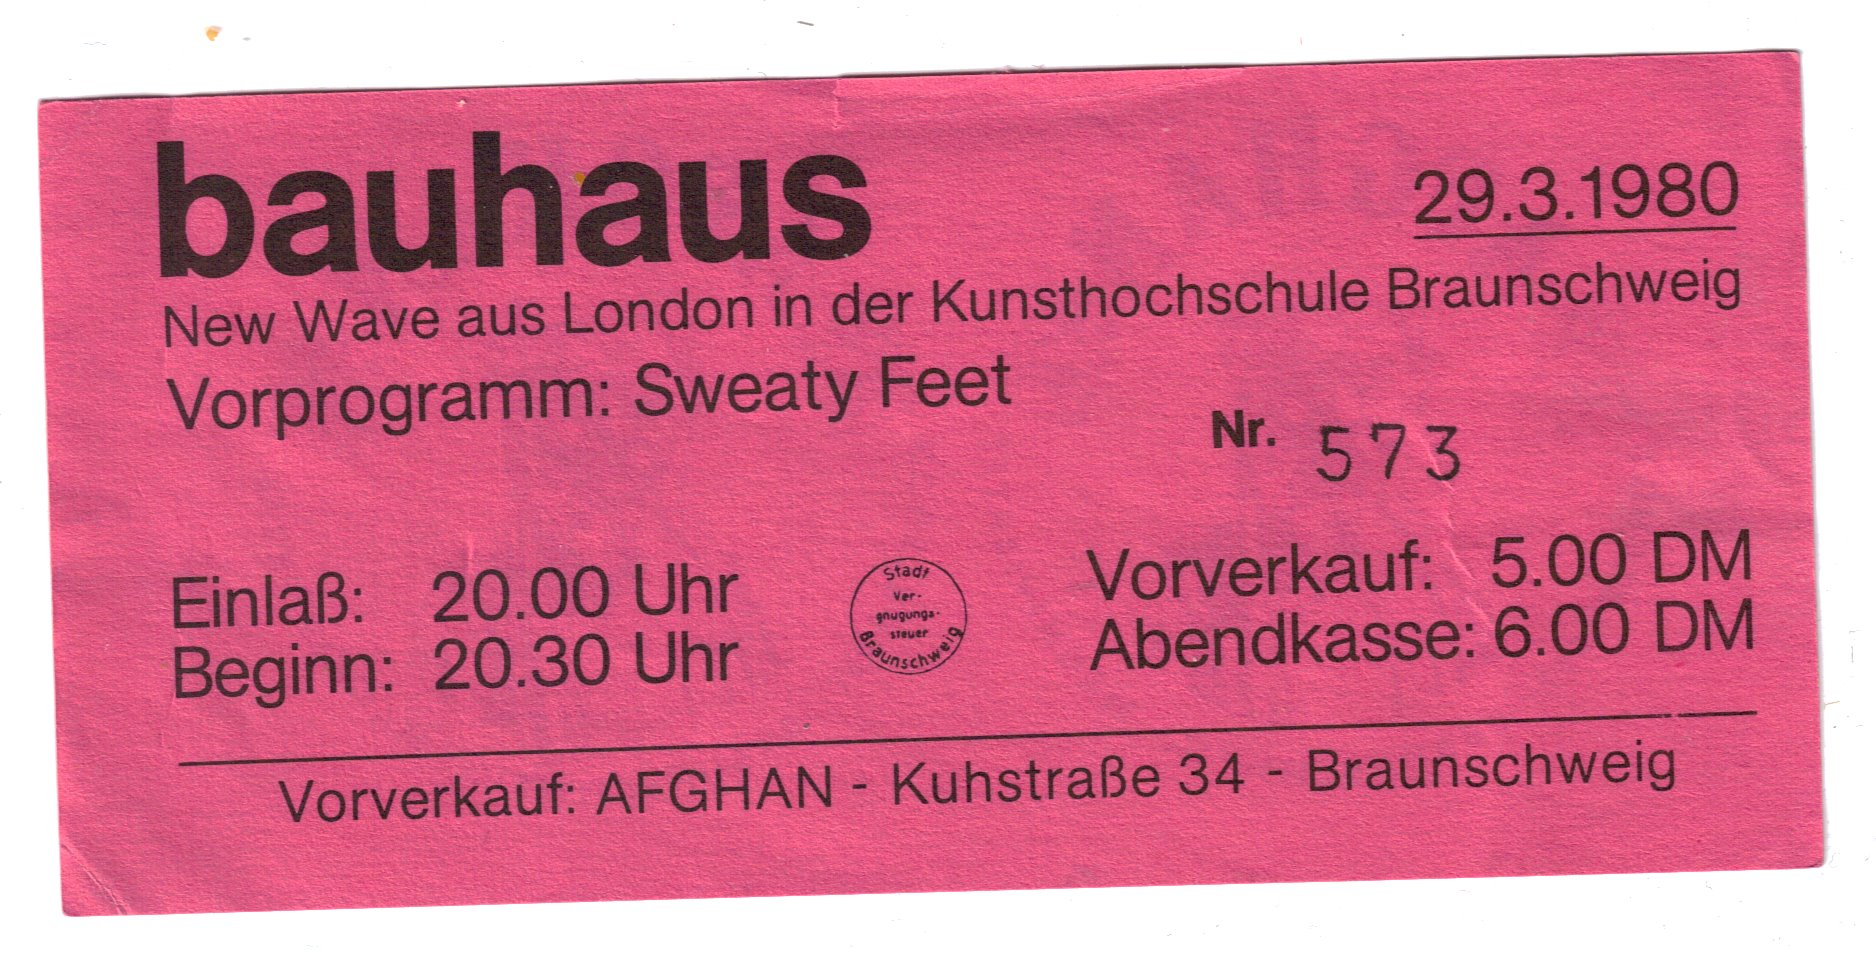 bauhaus
29.3.1980
New Wave aus London in der Kunsthochschule Braunschweig
Vorprogramm: Sweaty Feet
Nr. 573
Einlaß: 20.00 Uhr
Beginn: 20.30 Uhr
Stadt
Ver-
gnugungs-
steuer
Braunschweig
Vorverkauf: 5.00 DM
Abendkasse: 6.00 DM
Vorverkauf: AFGHAN - Kuhstraße 34 - Braunschweig